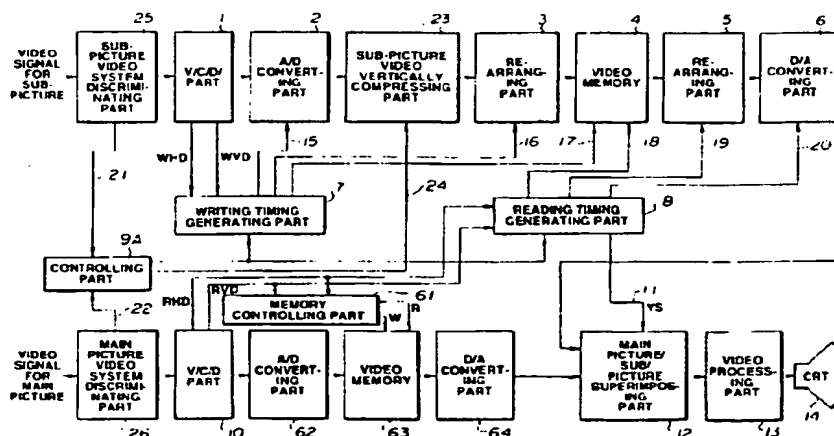 25
1
2
23
3
4
5
6
VIDEO
SIGNAL
FOR
SUB-
PICTURE
SUB-
PICTURE
VIDEO
SYSTEM
DISCRIMI-
NATING
PART
V/C/D/
PART
A/D
CONVERT-
ING
PART
SUB-PICTURE
VIDEO
VERTICALLY
COMPRESS-
ING PART
RE-
ARRANG-
ING
PART
VIDEO
MEMORY
RE-
ARRANG-
ING
PART
D/A
CONVERT-
ING
PART
WHD
WVD
15
16
17
18
19
20
21
24
7
8
WRITING TIMING
GENERATING PART
READING TIMING
GENERATING PART
9A
CONTROLLING
PART
22
RHD
RVD
61
MEMORY
CONTROLLING PART
W
R
11
YS
VIDEO
SIGNAL
FOR
MAIN
PICTURE
MAIN
PICTURE
VIDEO
SYSTEM
DISCRIMI-
NATING
PART
V/C/D
PART
A/D
CONVERT-
ING
PART
VIDEO
MEMORY
D/A
CONVERT-
ING
PART
MAIN
PICTURE/
SUB/
PICTURE
SUPERIMPOS-
ING
PART
VIDEO
PROCESS-
ING
PART
CRT
26
10
62
63
64
12
13
14